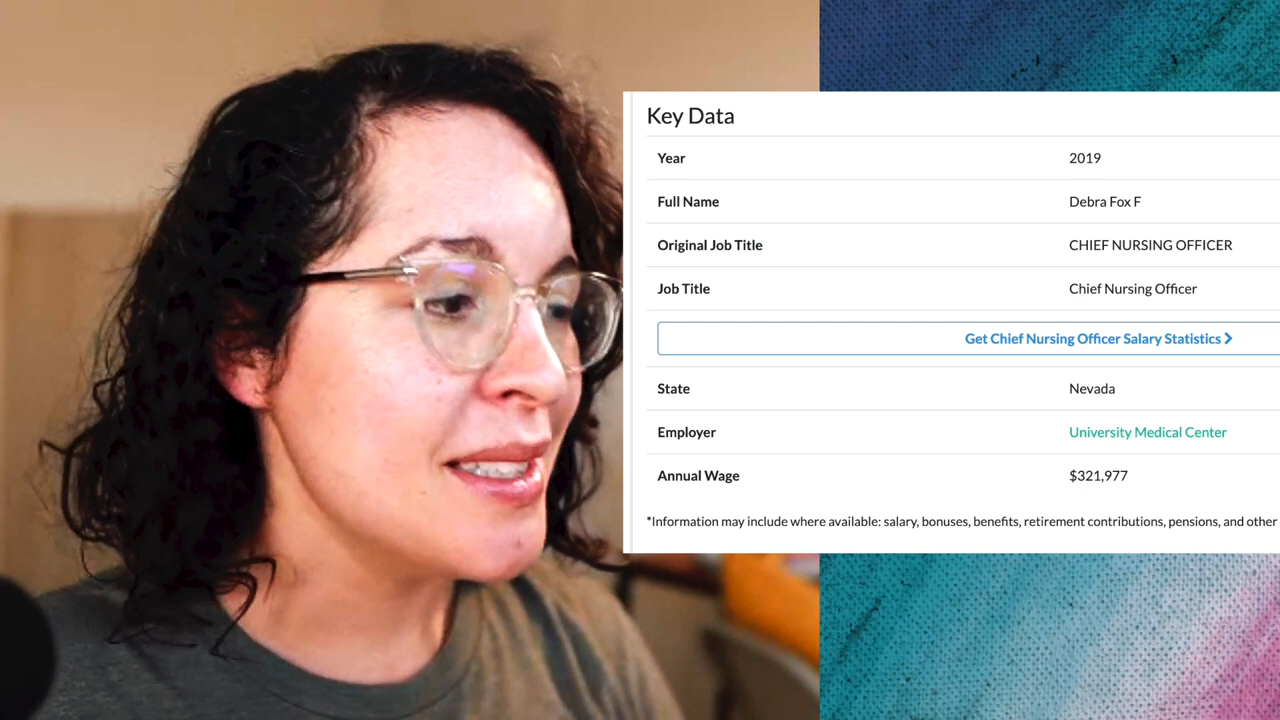 Key Data
Year 2019
Full Name Debra Fox F
Original Job Title CHIEF NURSING OFFICER
Job Title Chief Nursing Officer
Get Chief Nursing Officer Salary Statistics
State Nevada
Employer University Medical Center
Annual Wage $321,977
*Information may include where available: salary, bonuses, benefits, retirement contributions, pensions, and other